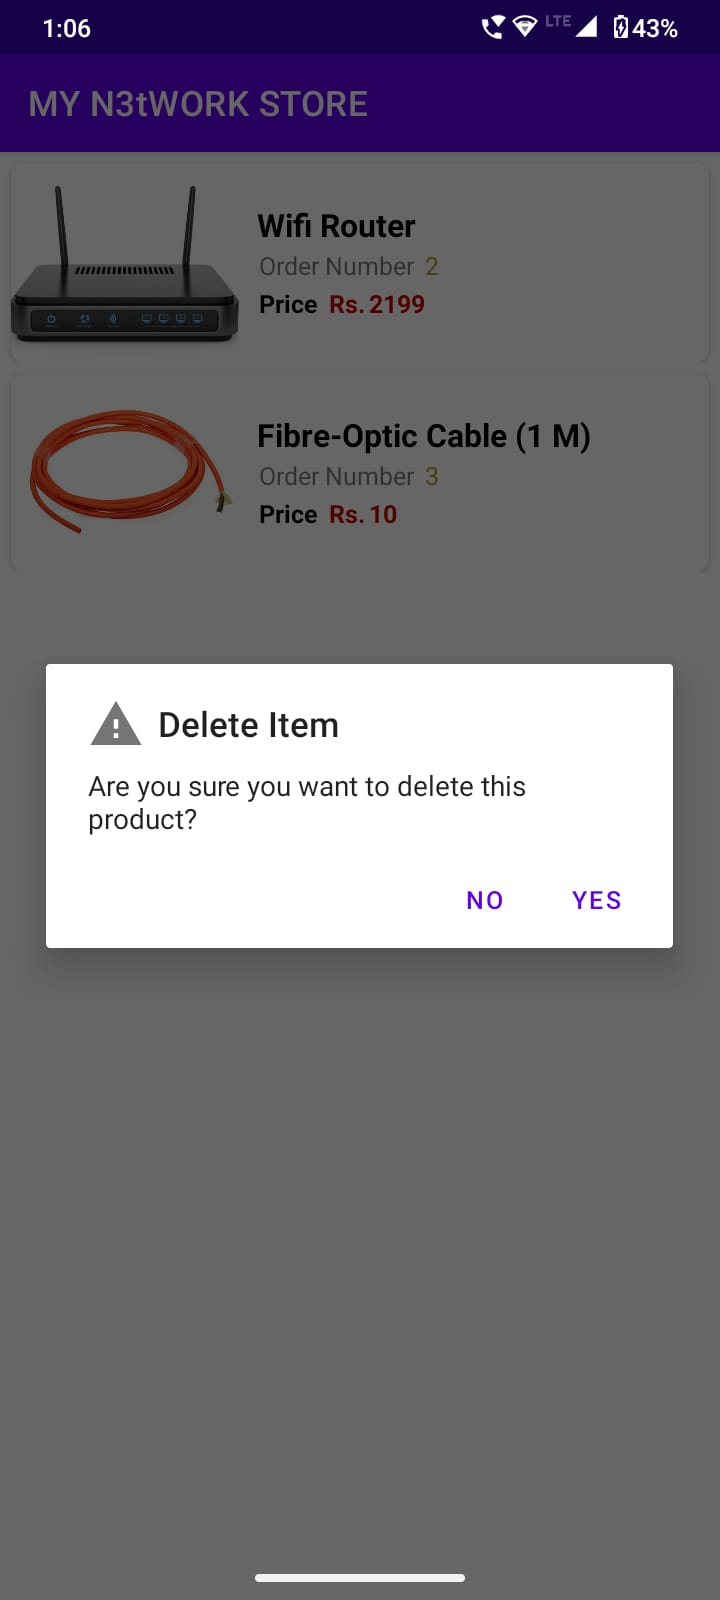 1:06 LTE 43%
MY N3tWORK STORE
Wifi Router
Order Number 2
Price Rs. 2199
Fibre-Optic Cable (1 M)
Order Number 3
Price Rs. 10
Delete Item
Are you sure you want to delete this
product?
NO YES